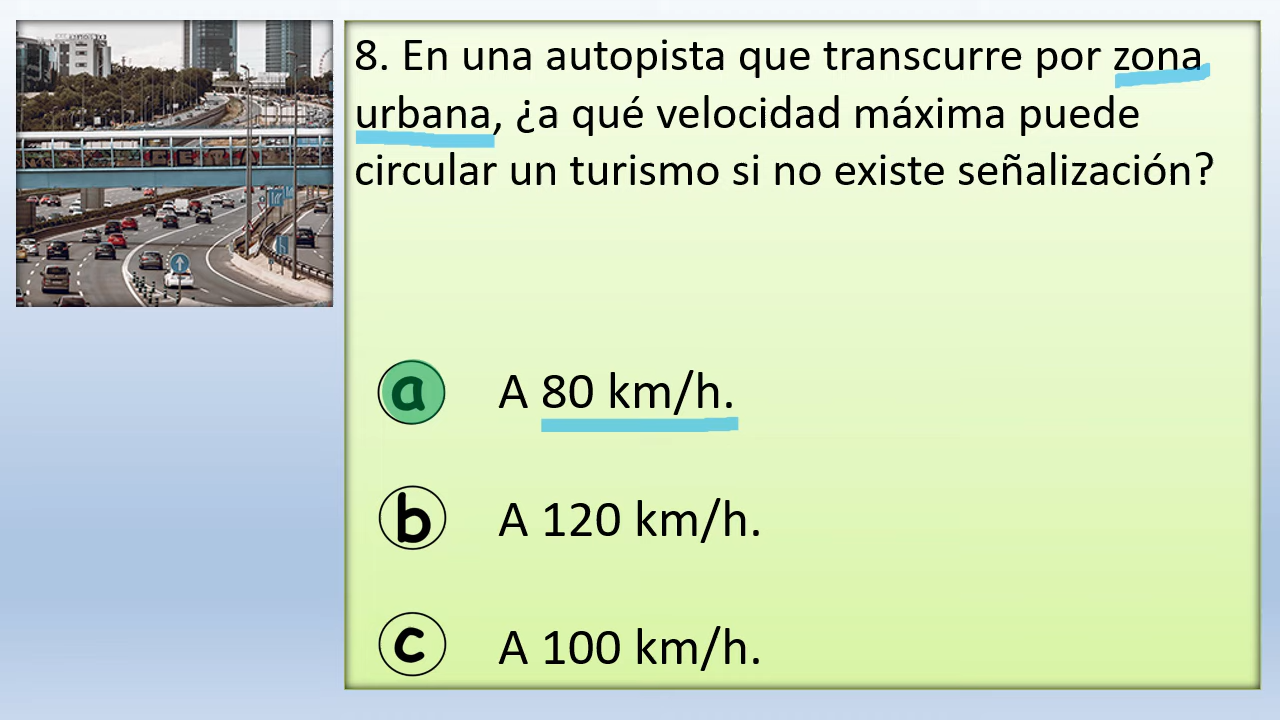 8. En una autopista que transcurre por zona
urbana, ¿a qué velocidad máxima puede
circular un turismo si no existe señalización?
a A 80 km/h.
b A 120 km/h.
c A 100 km/h.